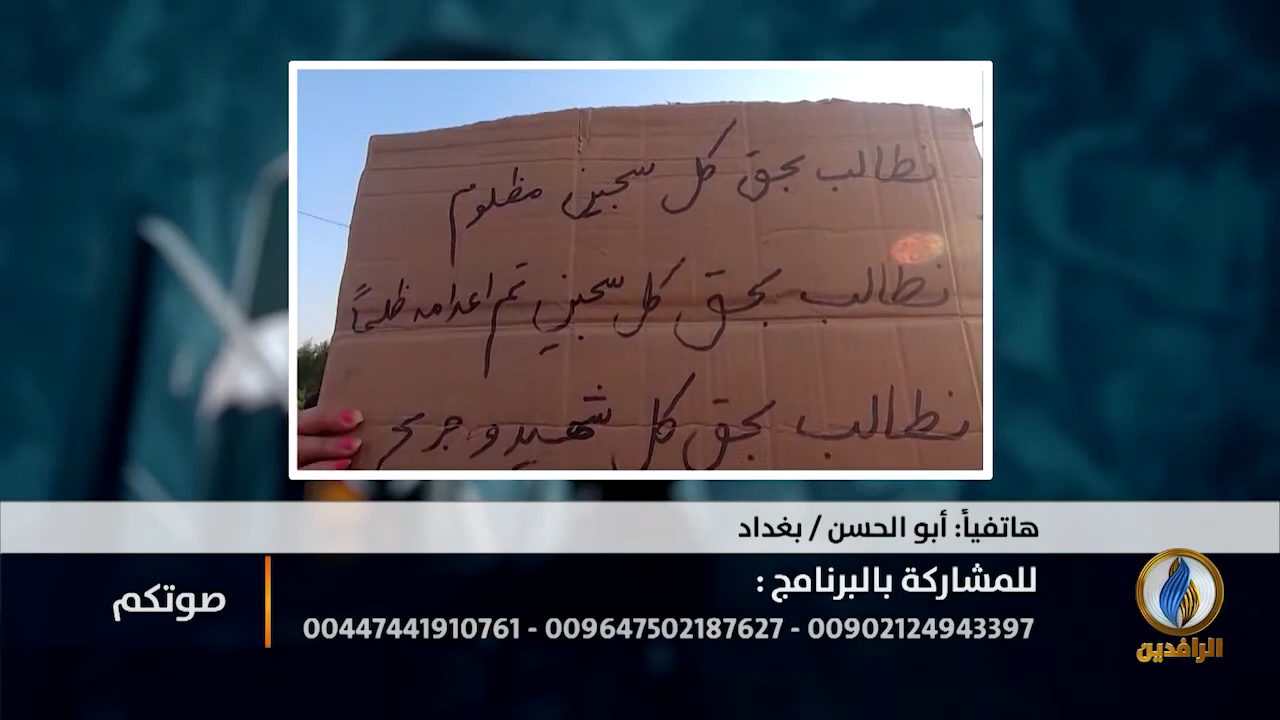 نطالب بحق كل سجين مظلوم
نطالب بحق كل سجين تم اعدامه ظلماً
نطالب بحق كل شهيد و جريح
هاتفياً: أبو الحسن / بغداد
للمشاركة بالبرنامج :
00447441910761 - 009647502187627 - 00902124943397
صوتكم
الرافدين